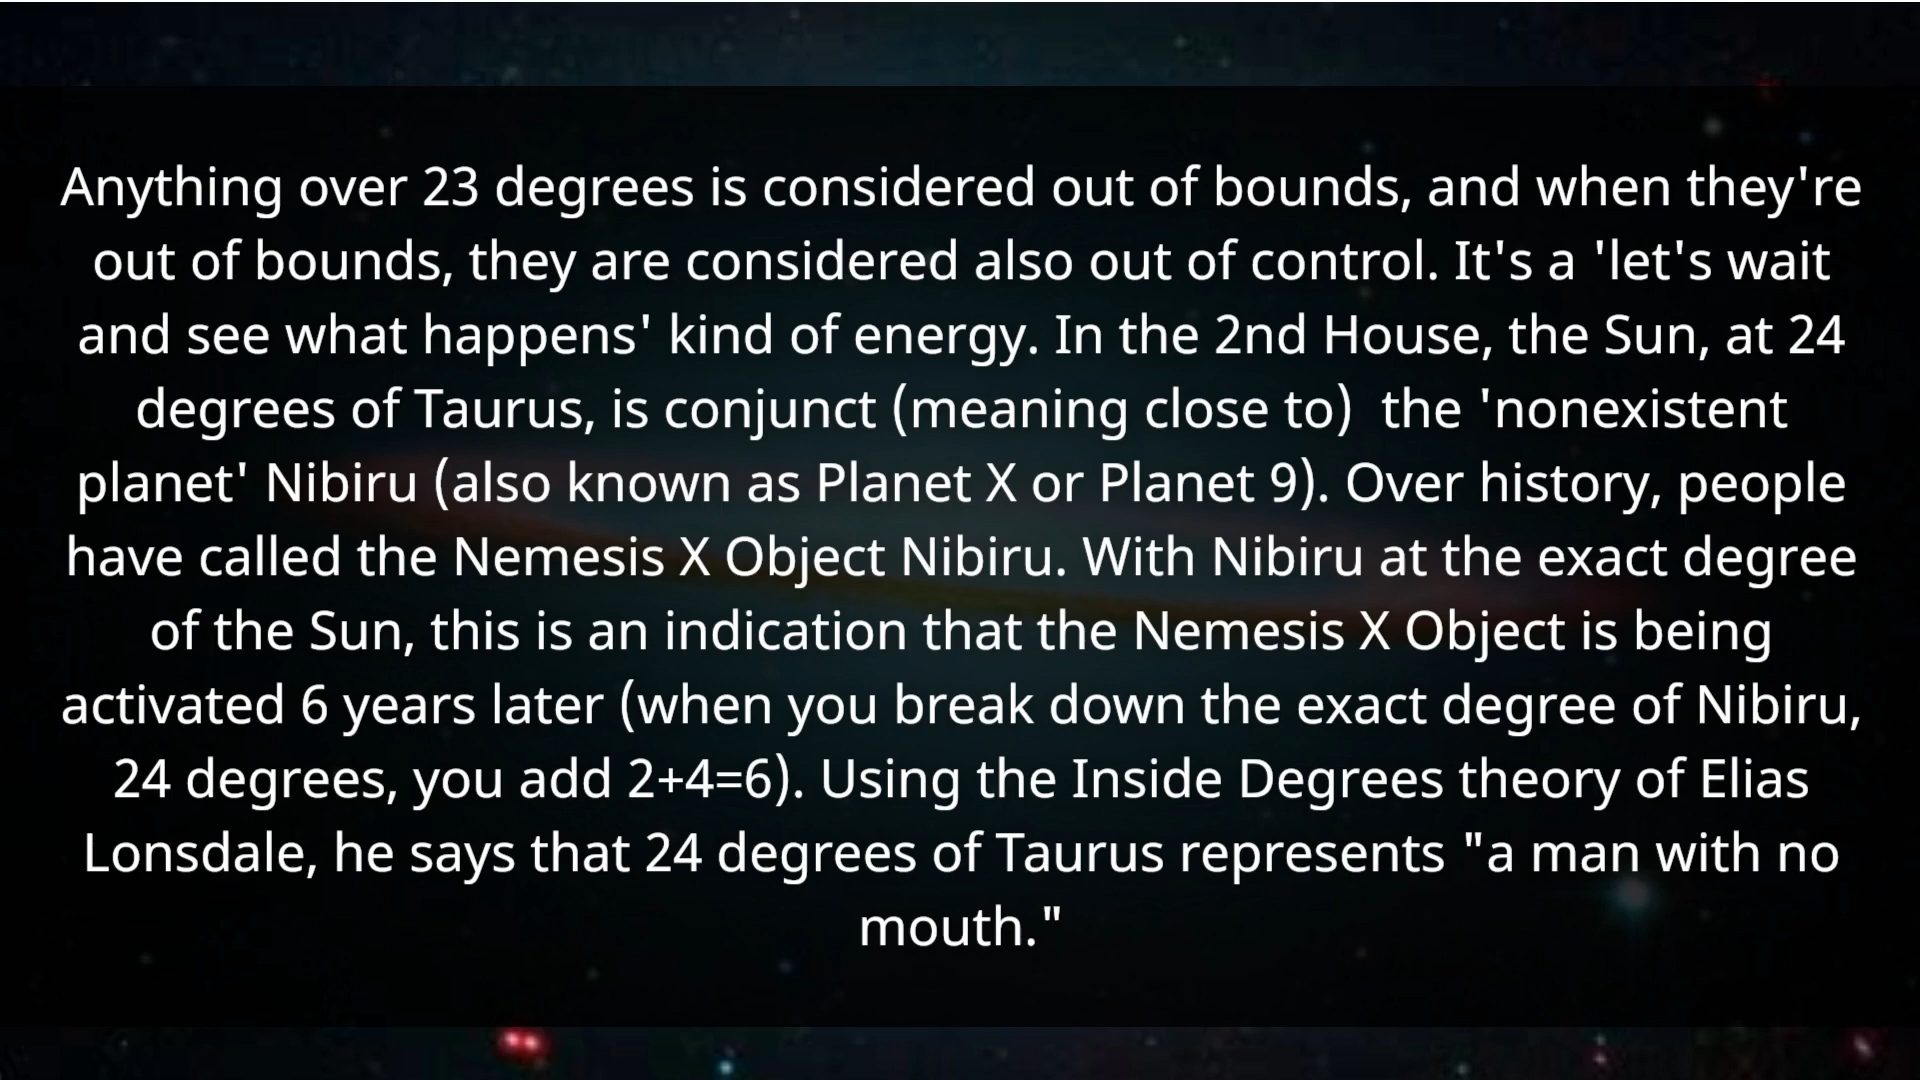 Anything over 23 degrees is considered out of bounds, and when they're
out of bounds, they are considered also out of control. It's a 'let's wait
and see what happens' kind of energy. In the 2nd House, the Sun, at 24
degrees of Taurus, is conjunct (meaning close to)  the 'nonexistent
planet' Nibiru (also known as Planet X or Planet 9). Over history, people
have called the Nemesis X Object Nibiru. With Nibiru at the exact degree
of the Sun, this is an indication that the Nemesis X Object is being
activated 6 years later (when you break down the exact degree of Nibiru,
24 degrees, you add 2+4=6). Using the Inside Degrees theory of Elias
Lonsdale, he says that 24 degrees of Taurus represents "a man with no
mouth."